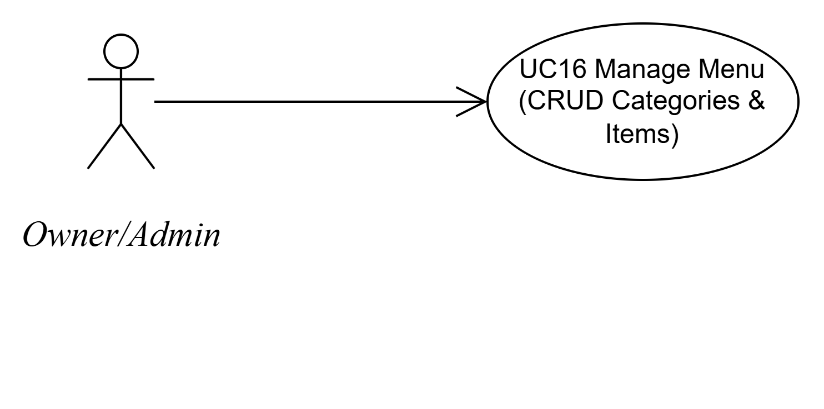 UC16 Manage Menu
(CRUD Categories &
Items)
Owner/Admin